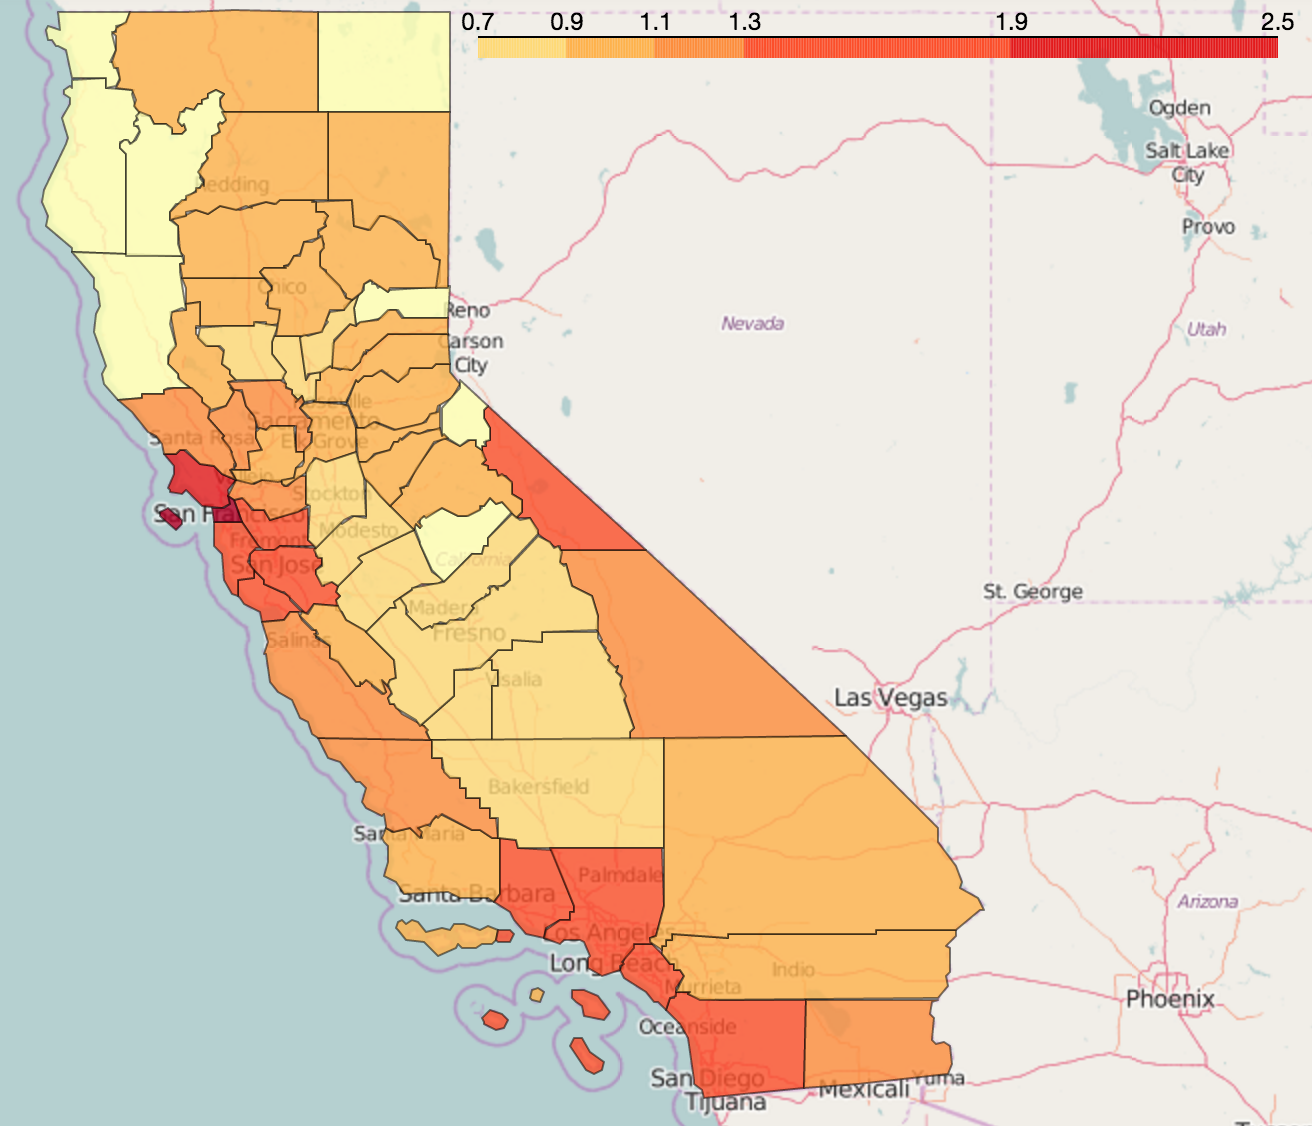 0.7 0.9 1.1 1.3 1.9 2.5
Ogden
Salt Lake
City
Redding
Provo
Chico
Reno
Nevada
Utah
Carson
City
Roseville
Sacramento
Santa Rosa Elk Grove
Vallejo
Stockton
San Francisco
Modesto
Fremont
San Jose
California
St. George
Madera
Fresno
Salinas
Visalia
Las Vegas
Bakersfield
Santa Maria
Palmdale
Santa Barbara
Arizona
Los Angeles
Long Beach
Indio
Murrieta
Phoenix
Oceanside
San Diego
Yuma
Mexicali
Tijuana